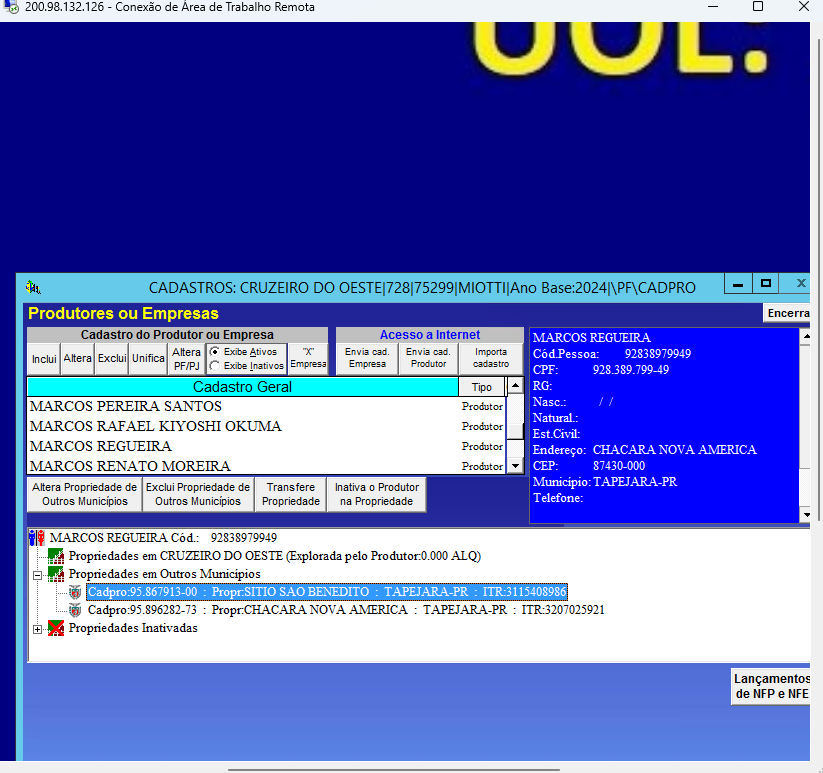 200.98.132.126 - Conexão de Área de Trabalho Remota
UOL!
CADASTROS: CRUZEIRO DO OESTE|728|75299|MIOTTI|Ano Base:2024|\PF\CADPRO
Produtores ou Empresas
Encerra
Cadastro do Produtor ou Empresa
Inclui
Altera
Exclui
Unifica
Altera PF/PJ
Exibe Ativos
Exibe Inativos
"X" Empresa
Acesso a Internet
Envia cad. Empresa
Envia cad. Produtor
Importa cadastro
Cadastro Geral Tipo
MARCOS PEREIRA SANTOS Produtor
MARCOS RAFAEL KIYOSHI OKUMA Produtor
MARCOS REGUEIRA Produtor
MARCOS RENATO MOREIRA Produtor
Altera Propriedade de Outros Municípios
Exclui Propriedade de Outros Municípios
Transfere Propriedade
Inativa o Produtor na Propriedade
MARCOS REGUEIRA
Cód.Pessoa: 92838979949
CPF: 928.389.799-49
RG:
Nasc.: / /
Natural.:
Est.Civil:
Endereço: CHACARA NOVA AMERICA
CEP: 87430-000
Município: TAPEJARA-PR
Telefone:
MARCOS REGUEIRA Cód.: 92838979949
Propriedades em CRUZEIRO DO OESTE (Explorada pelo Produtor:0.000 ALQ)
Propriedades em Outros Municípios
Cadpro:95.867913-00 : Propr:SITIO SAO BENEDITO : TAPEJARA-PR : ITR:3115408986
Cadpro:95.896282-73 : Propr:CHACARA NOVA AMERICA : TAPEJARA-PR : ITR:3207025921
Propriedades Inativadas
Lançamentos
de NFP e NFE